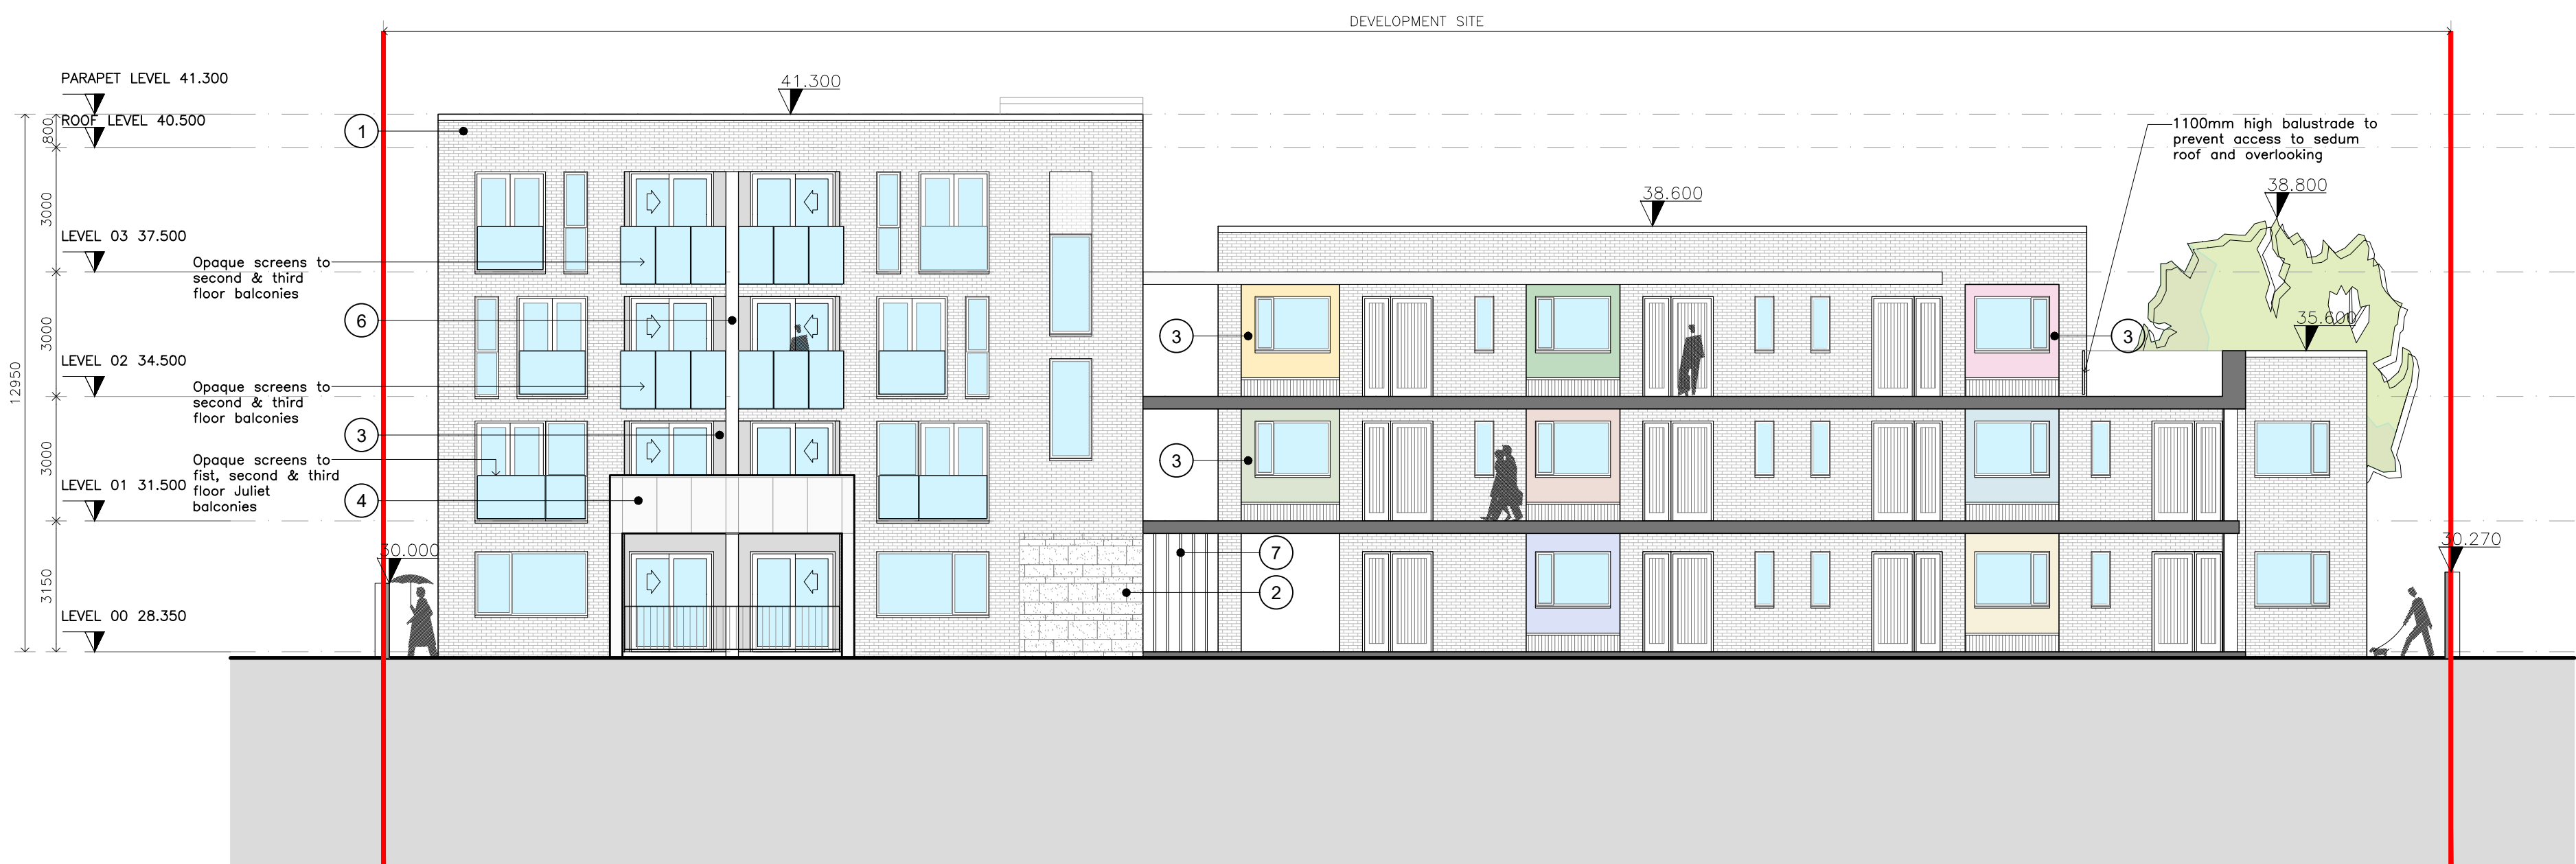 DEVELOPMENT SITE
PARAPET LEVEL 41.300
41.300
ROOF LEVEL 40.500
800
1
1100mm high balustrade to
prevent access to sedum
roof and overlooking
38.800
38.600
3000
LEVEL 03 37.500
Opaque screens to
second & third
floor balconies
6
3000
3
3
35.600
LEVEL 02 34.500
12950
Opaque screens to
second & third
floor balconies
3
3
3000
Opaque screens to
fist, second & third
floor Juliet
balconies
LEVEL 01 31.500
4
30.000
7
30.270
2
3150
LEVEL 00 28.350